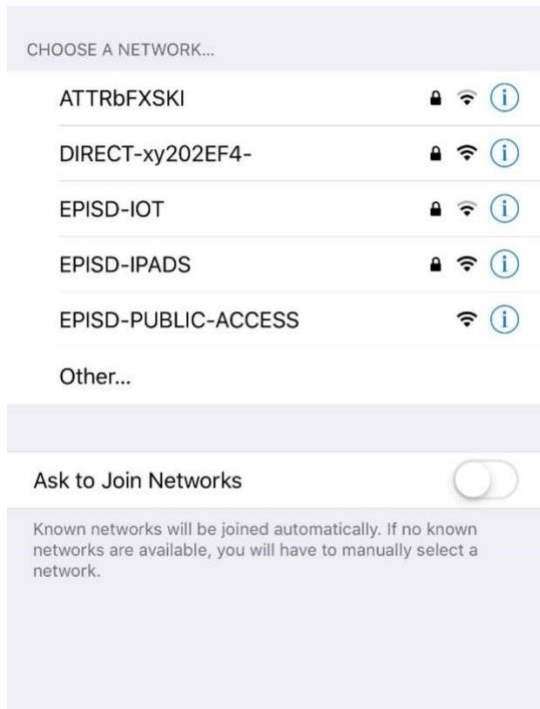 CHOOSE A NETWORK...
ATTRbFXSKI
DIRECT-xy202EF4-
EPISD-IOT
EPISD-IPADS
EPISD-PUBLIC-ACCESS
Other...
Ask to Join Networks
Known networks will be joined automatically. If no known
networks are available, you will have to manually select a
network.